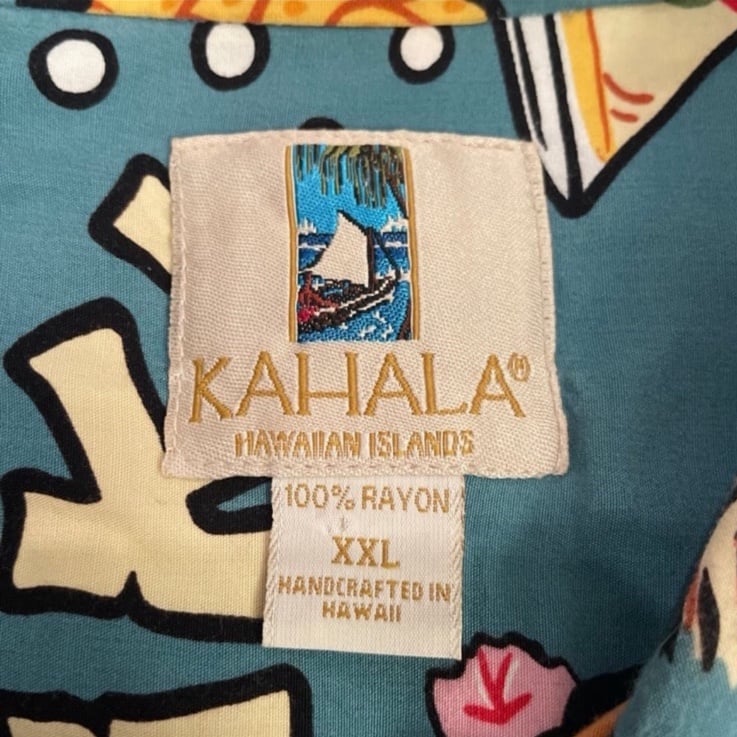 KAHALA®
HAWAIIAN ISLANDS
100% RAYON
XXL
HANDCRAFTED IN
HAWAII